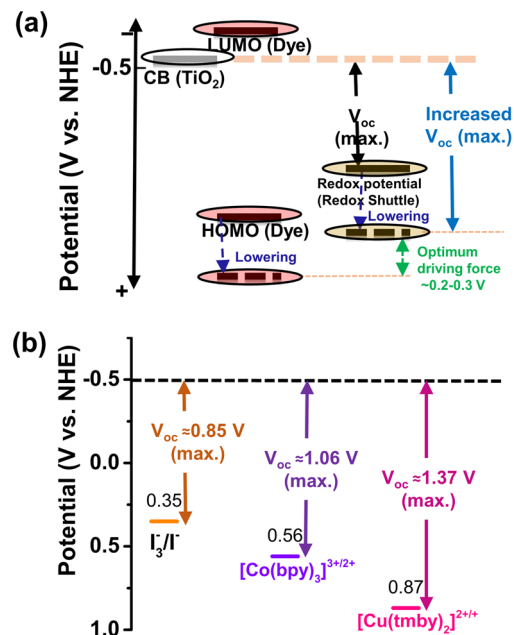 (a)
Potential (V vs. NHE)
–
-0.5
+
LUMO (Dye)
CB (TiO₂)
Voc
(max.)
Increased
Voc (max.)
Redox potential
(Redox Shuttle)
Lowering
HOMO (Dye)
Lowering
Optimum
driving force
~0.2-0.3 V
(b)
Potential (V vs. NHE)
-0.5
0.0
0.5
1.0
Voc ≈0.85 V
(max.)
0.35
I₃⁻/I⁻
Voc ≈1.06 V
(max.)
0.56
[Co(bpy)₃]³⁺/²⁺
Voc ≈1.37 V
(max.)
0.87
[Cu(tmby)₂]²⁺/⁺